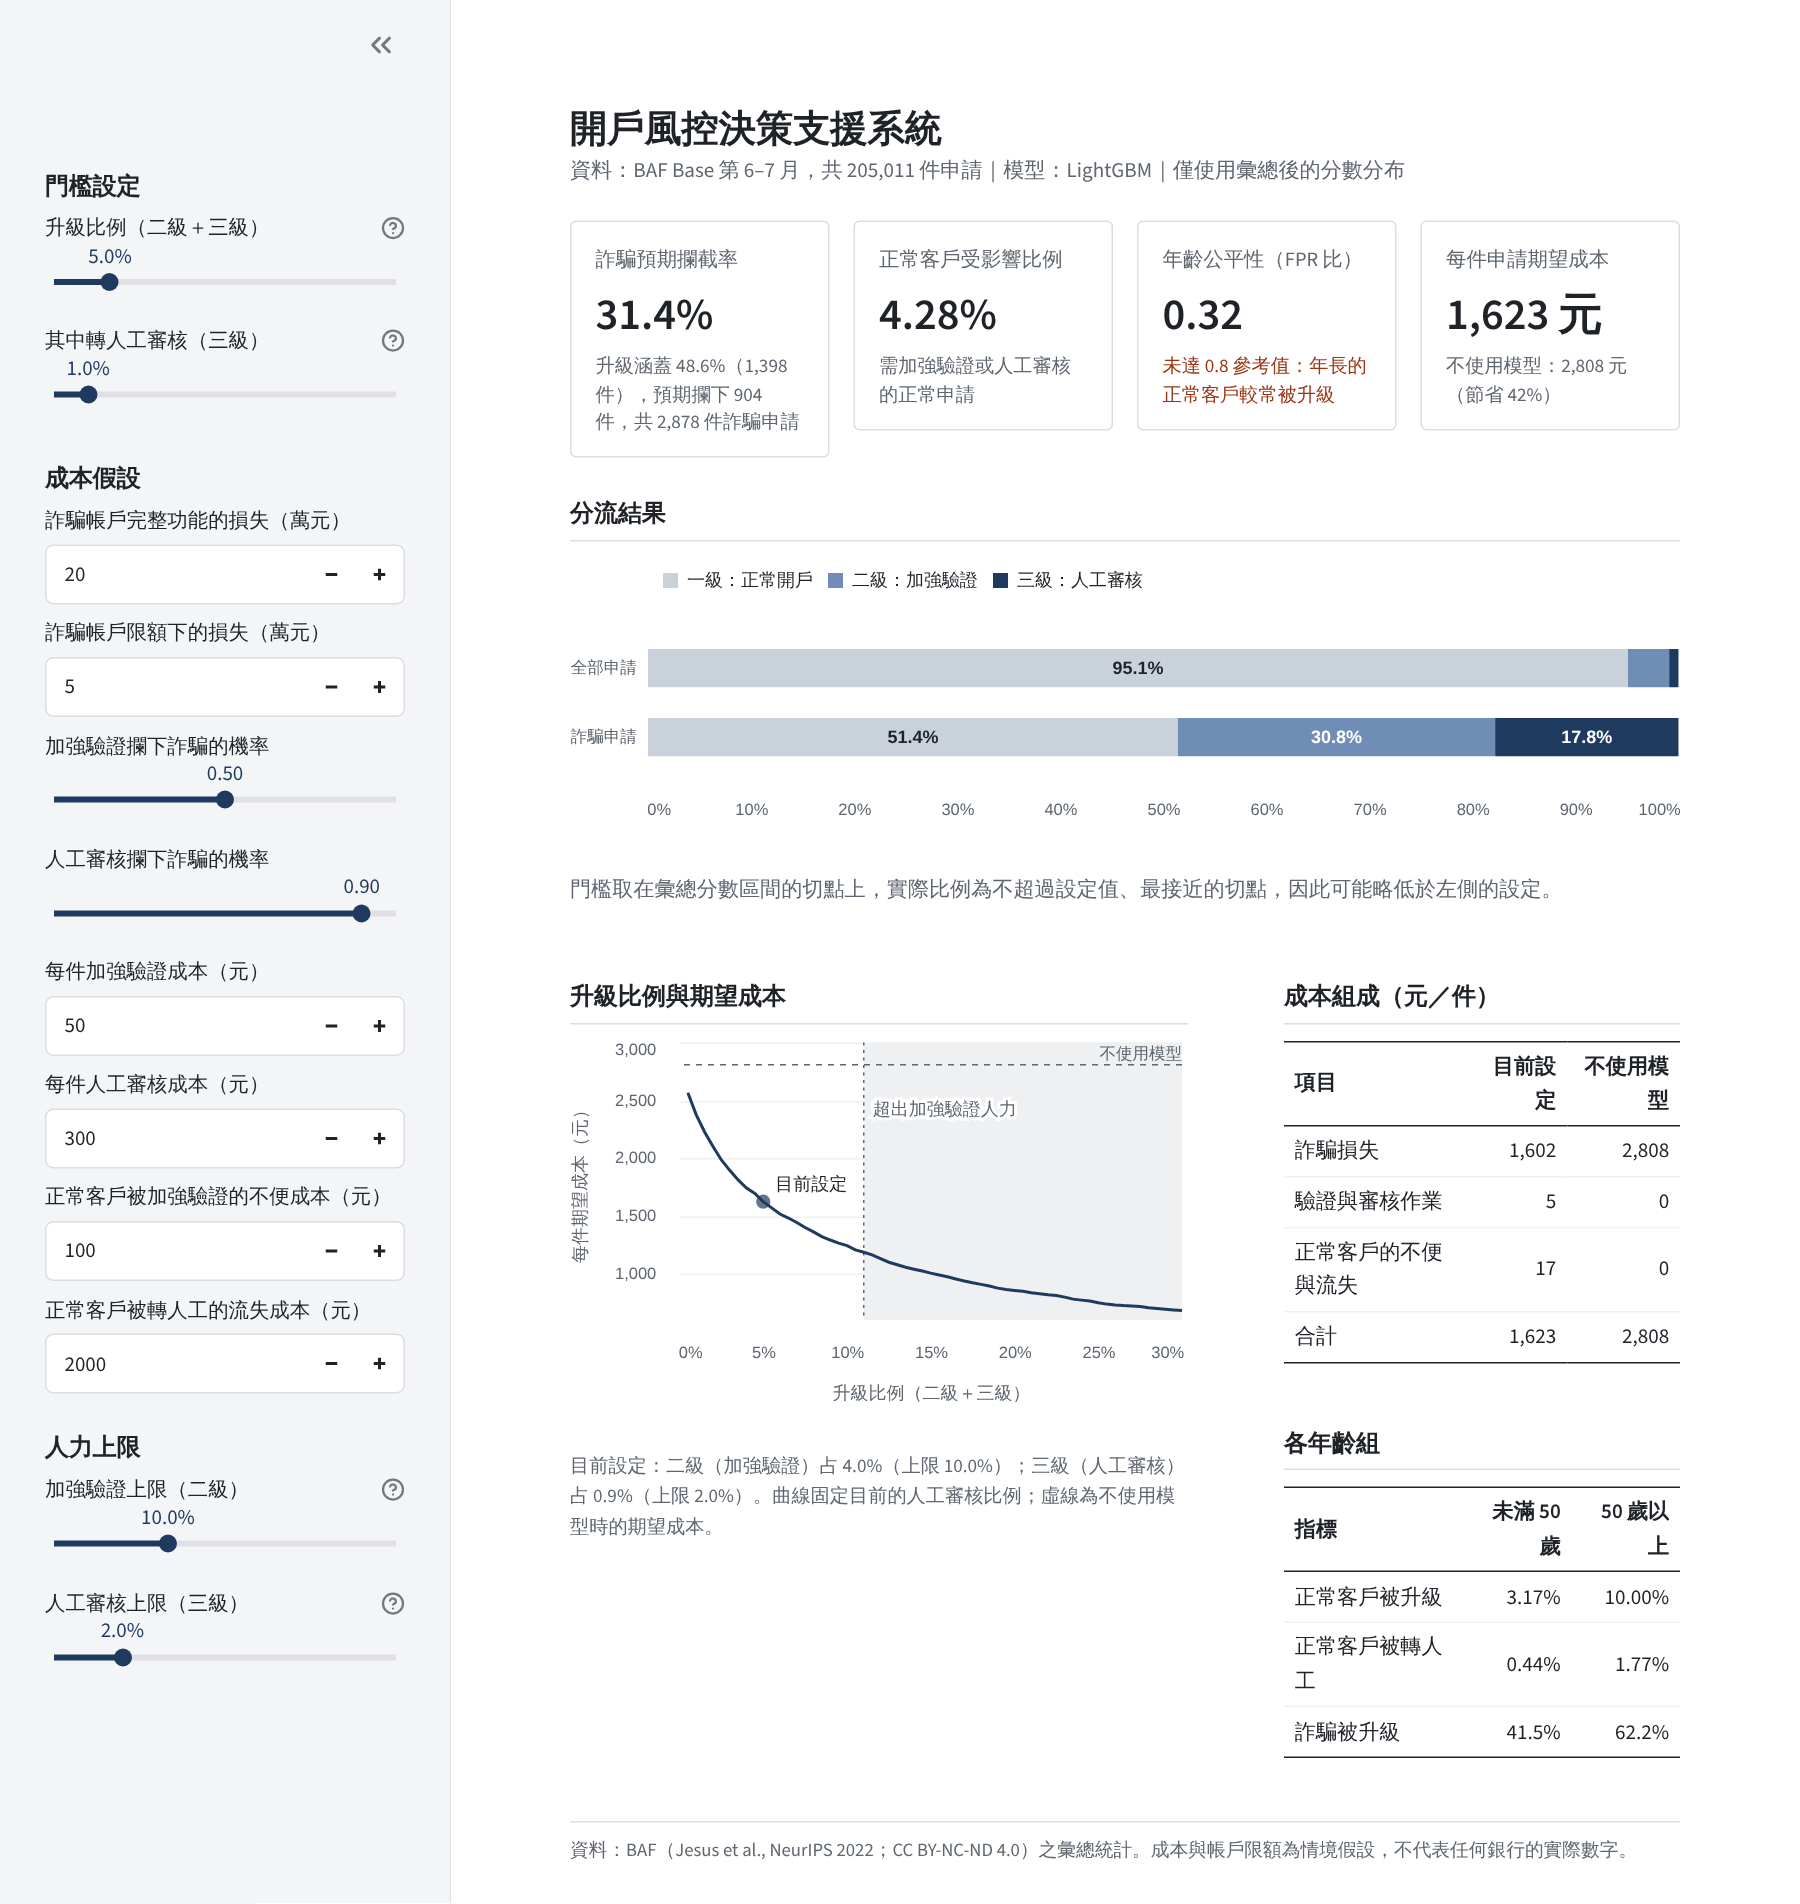 門檻設定
升級比例（二級＋三級）
5.0%
其中轉人工審核（三級）
1.0%
成本假設
詐騙帳戶完整功能的損失（萬元）
20
詐騙帳戶限額下的損失（萬元）
5
加強驗證攔下詐騙的機率
0.50
人工審核攔下詐騙的機率
0.90
每件加強驗證成本（元）
50
每件人工審核成本（元）
300
正常客戶被加強驗證的不便成本（元）
100
正常客戶被轉人工的流失成本（元）
2000
人力上限
加強驗證上限（二級）
10.0%
人工審核上限（三級）
2.0%
開戶風控決策支援系統
資料：BAF Base 第 6–7 月，共 205,011 件申請｜模型：LightGBM｜僅使用彙總後的分數分布
詐騙預期攔截率
31.4%
升級涵蓋 48.6%（1,398
件），預期攔下 904
件，共 2,878 件詐騙申請
正常客戶受影響比例
4.28%
需加強驗證或人工審核
的正常申請
年齡公平性（FPR 比）
0.32
未達 0.8 參考值：年長的
正常客戶較常被升級
每件申請期望成本
1,623 元
不使用模型：2,808 元
（節省 42%）
分流結果
一級：正常開戶 二級：加強驗證 三級：人工審核
全部申請 95.1%
詐騙申請 51.4% 30.8% 17.8%
0% 10% 20% 30% 40% 50% 60% 70% 80% 90% 100%
門檻取在彙總分數區間的切點上，實際比例為不超過設定值、最接近的切點，因此可能略低於左側的設定。
升級比例與期望成本
每件期望成本（元）
3,000
2,500
2,000
1,500
1,000
不使用模型
超出加強驗證人力
目前設定
0% 5% 10% 15% 20% 25% 30%
升級比例（二級＋三級）
目前設定：二級（加強驗證）占 4.0%（上限 10.0%）；三級（人工審核）
占 0.9%（上限 2.0%）。曲線固定目前的人工審核比例；虛線為不使用模
型時的期望成本。
成本組成（元／件）
項目 目前設定 不使用模型
詐騙損失 1,602 2,808
驗證與審核作業 5 0
正常客戶的不便
與流失 17 0
合計 1,623 2,808
各年齡組
指標 未滿 50 歲 50 歲以上
正常客戶被升級 3.17% 10.00%
正常客戶被轉人
工 0.44% 1.77%
詐騙被升級 41.5% 62.2%
資料：BAF（Jesus et al., NeurIPS 2022；CC BY-NC-ND 4.0）之彙總統計。成本與帳戶限額為情境假設，不代表任何銀行的實際數字。